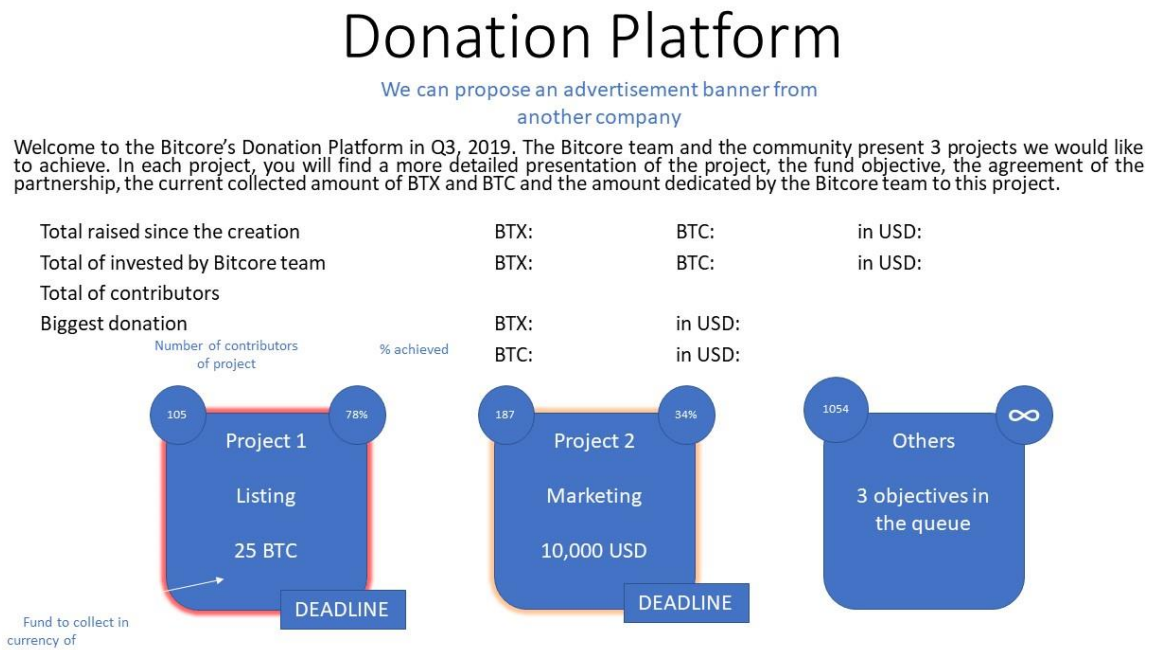 Donation Platform
We can propose an advertisement banner from
another company
Welcome to the Bitcore's Donation Platform in Q3, 2019. The Bitcore team and the community present 3 projects we would like
to achieve. In each project, you will find a more detailed presentation of the project, the fund objective, the agreement of the
partnership, the current collected amount of BTX and BTC and the amount dedicated by the Bitcore team to this project.
Total raised since the creation BTX: BTC: in USD:
Total of invested by Bitcore team BTX: BTC: in USD:
Total of contributors
Biggest donation BTX: in USD:
BTC: in USD:
Number of contributors
of project
% achieved
105 78%
Project 1
Listing
25 BTC
DEADLINE
187 34%
Project 2
Marketing
10,000 USD
DEADLINE
1054 ∞
Others
3 objectives in
the queue
Fund to collect in
currency of